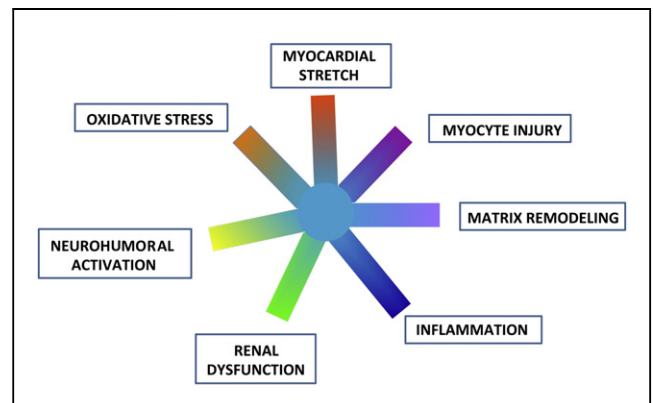 MYOCARDIAL
STRETCH
OXIDATIVE STRESS
MYOCYTE INJURY
MATRIX REMODELING
NEUROHUMORAL
ACTIVATION
INFLAMMATION
RENAL
DYSFUNCTION